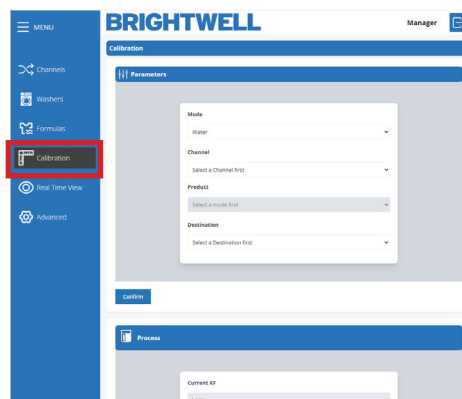 MENU
BRIGHTWELL
Manager
Calibration
Channels
Washers
Formulas
Calibration
Real Time View
Advanced
Parameters
Mode
Water
Channel
Select a Channel first
Product
Select a mode first
Destination
Select a Destination first
Confirm
Process
Current KF